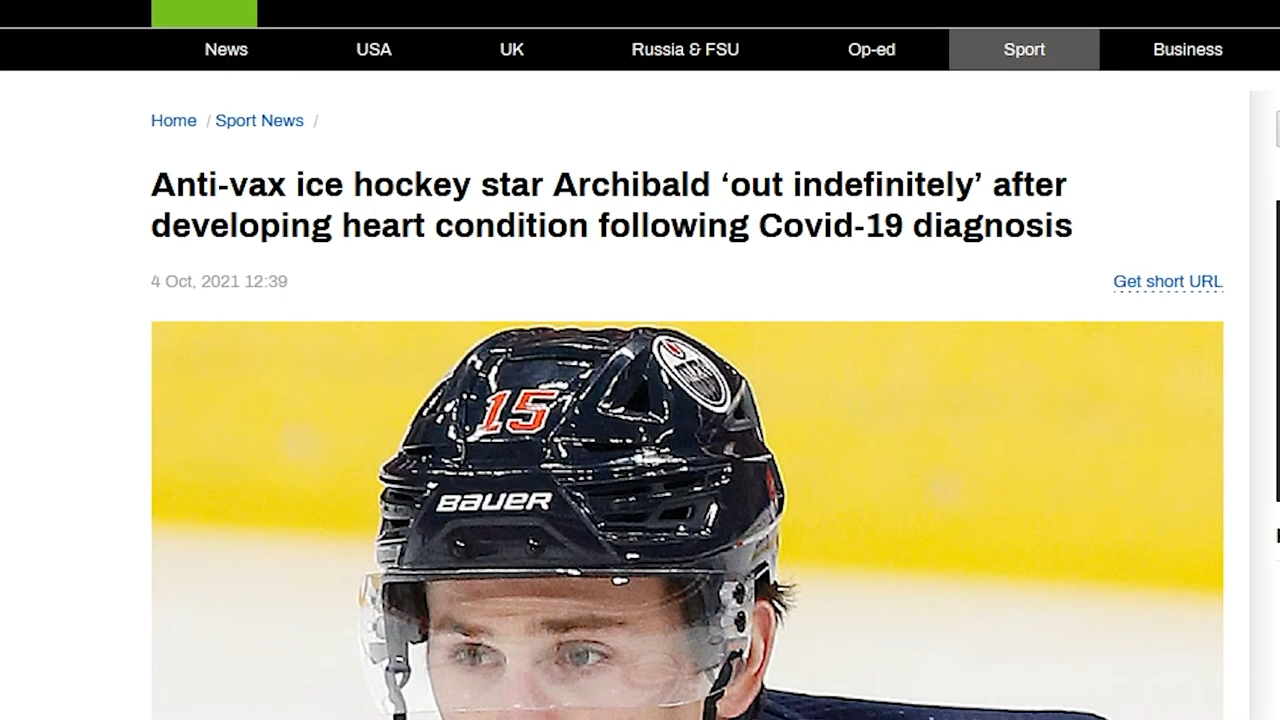 News USA UK Russia & FSU Op-ed Sport Business
Home / Sport News /
Anti-vax ice hockey star Archibald ‘out indefinitely’ after
developing heart condition following Covid-19 diagnosis
4 Oct, 2021 12:39 Get short URL
15
BAUER